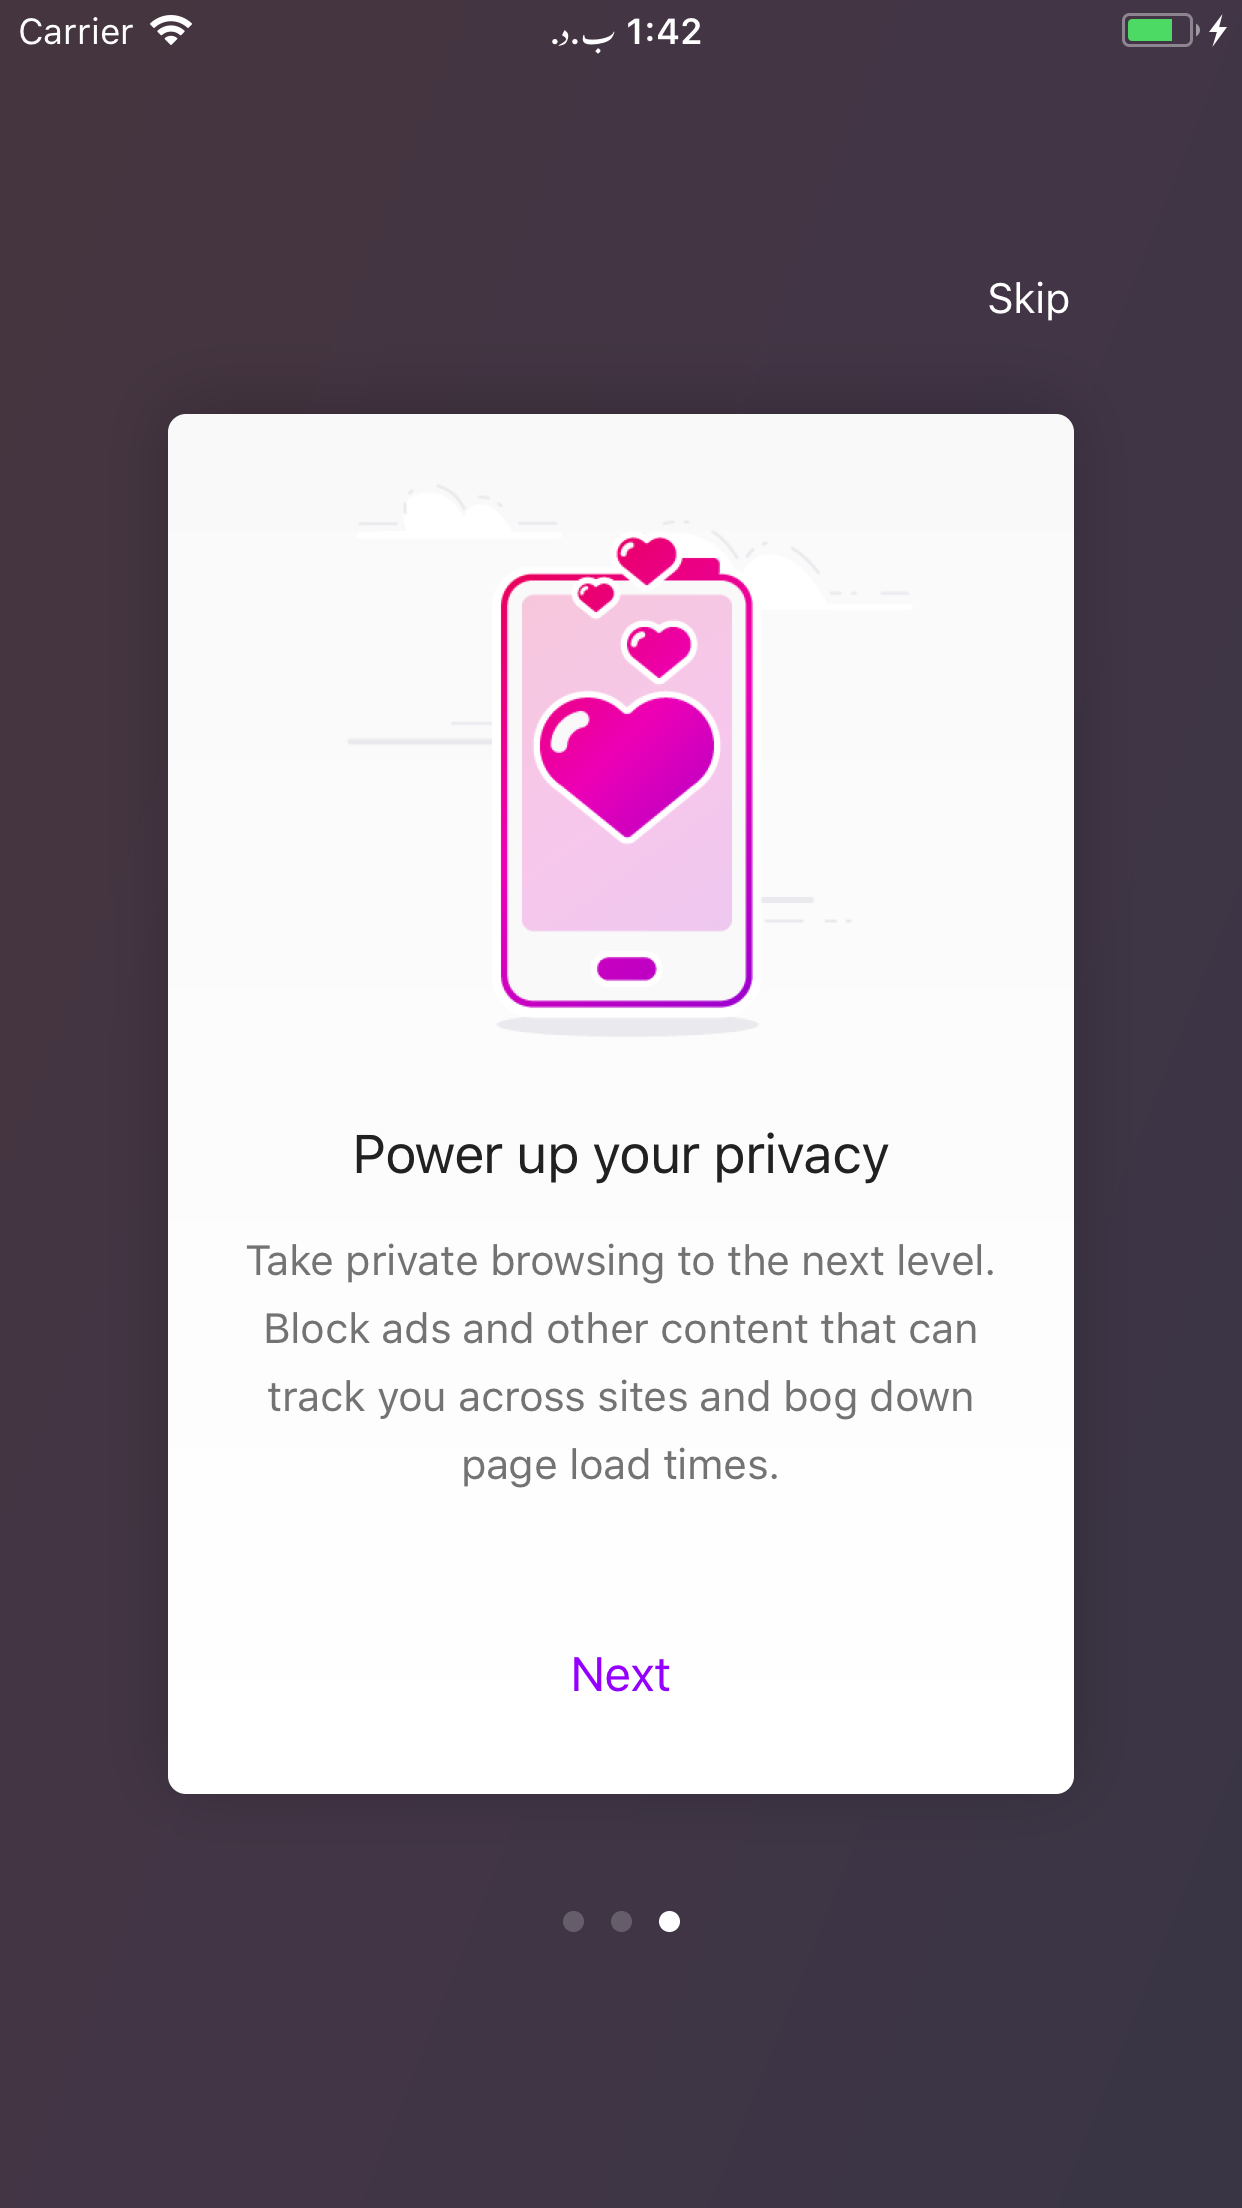 Carrier
1:42 ب.د.
Skip
Power up your privacy
Take private browsing to the next level.
Block ads and other content that can
track you across sites and bog down
page load times.
Next